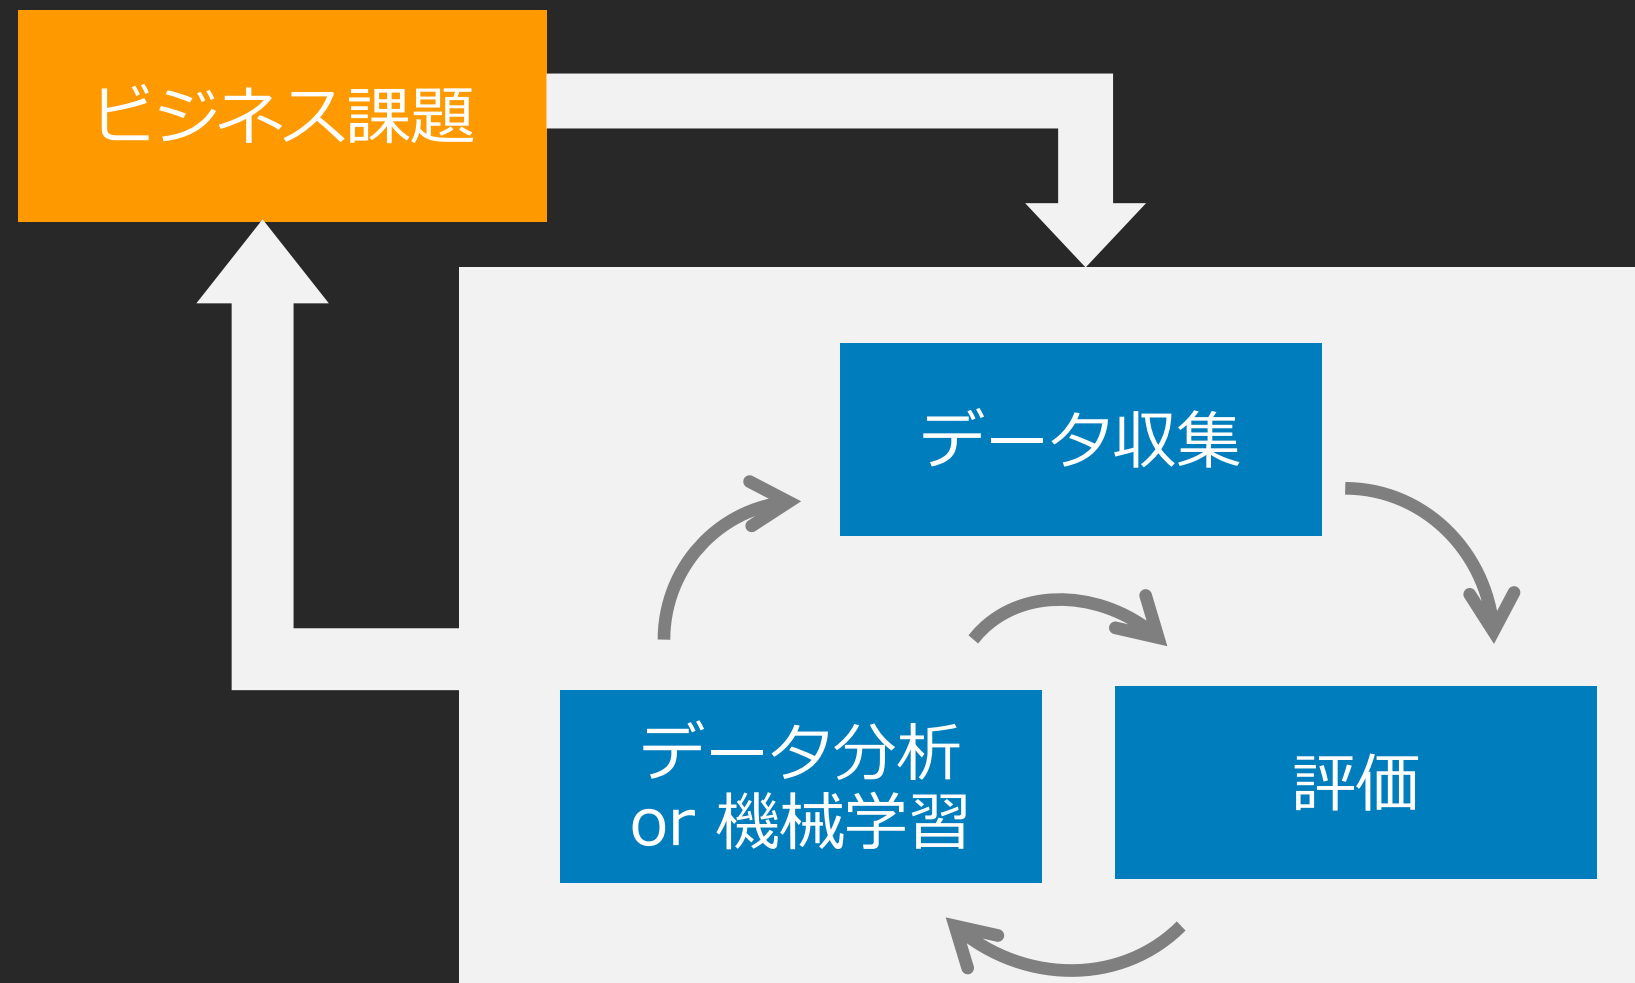 ビジネス課題
データ収集
データ分析
or 機械学習
評価